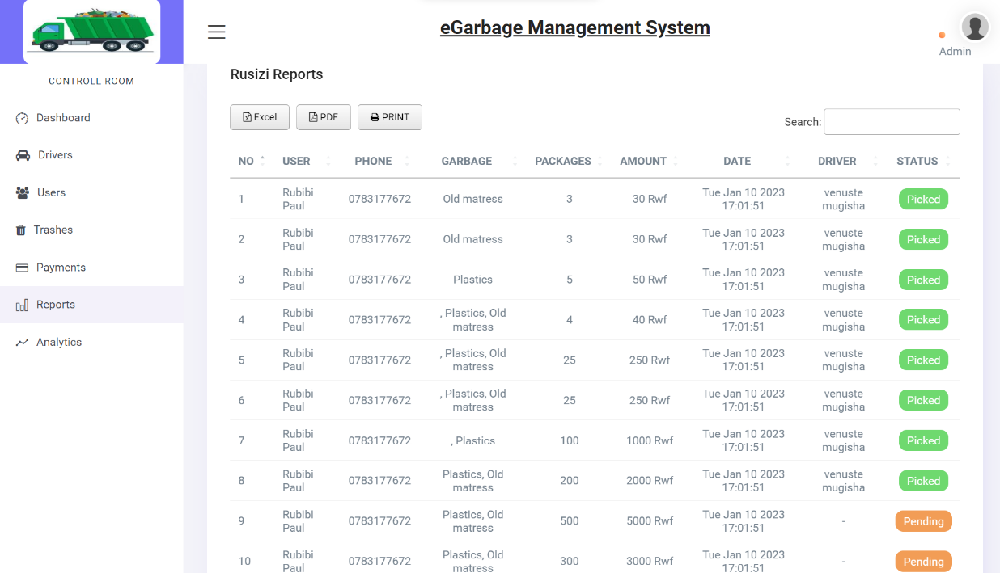 eGarbage Management System
Admin
CONTROLL ROOM
Dashboard
Drivers
Users
Trashes
Payments
Reports
Analytics
Rusizi Reports
Excel PDF PRINT
Search:
NO USER PHONE GARBAGE PACKAGES AMOUNT DATE DRIVER STATUS
1 Rubibi Paul 0783177672 Old matress 3 30 Rwf Tue Jan 10 2023 17:01:51 venuste mugisha Picked
2 Rubibi Paul 0783177672 Old matress 3 30 Rwf Tue Jan 10 2023 17:01:51 venuste mugisha Picked
3 Rubibi Paul 0783177672 Plastics 5 50 Rwf Tue Jan 10 2023 17:01:51 venuste mugisha Picked
4 Rubibi Paul 0783177672 , Plastics, Old matress 4 40 Rwf Tue Jan 10 2023 17:01:51 venuste mugisha Picked
5 Rubibi Paul 0783177672 , Plastics, Old matress 25 250 Rwf Tue Jan 10 2023 17:01:51 venuste mugisha Picked
6 Rubibi Paul 0783177672 , Plastics, Old matress 25 250 Rwf Tue Jan 10 2023 17:01:51 venuste mugisha Picked
7 Rubibi Paul 0783177672 , Plastics 100 1000 Rwf Tue Jan 10 2023 17:01:51 venuste mugisha Picked
8 Rubibi Paul 0783177672 Plastics, Old matress 200 2000 Rwf Tue Jan 10 2023 17:01:51 venuste mugisha Picked
9 Rubibi Paul 0783177672 Plastics, Old matress 500 5000 Rwf Tue Jan 10 2023 17:01:51 - Pending
10 Rubibi Paul 0783177672 Plastics, Old matress 300 3000 Rwf Tue Jan 10 2023 17:01:51 - Pending